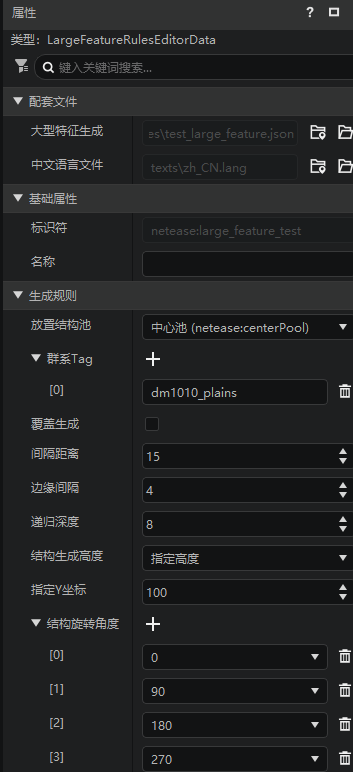 属性 ?
类型: LargeFeatureRulesEditorData
键入关键词搜索...
配套文件
大型特征生成 es\test_large_feature.json
中文语言文件 texts\zh_CN.lang
基础属性
标识符 netease:large_feature_test
名称
生成规则
放置结构池 中心池 (netease:centerPool)
群系Tag +
[0] dm1010_plains
覆盖生成
间隔距离 15
边缘间隔 4
递归深度 8
结构生成高度 指定高度
指定Y坐标 100
结构旋转角度 +
[0] 0
[1] 90
[2] 180
[3] 270